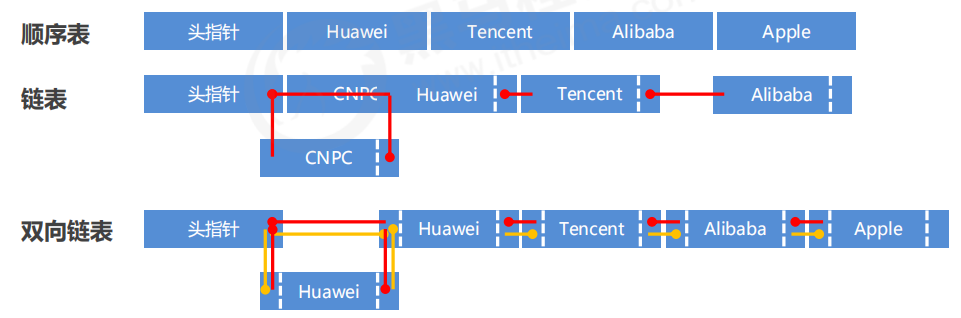 顺序表 头指针 Huawei Tencent Alibaba Apple
链表 头指针 CNPC Huawei Tencent Alibaba
CNPC
双向链表 头指针 Huawei Tencent Alibaba Apple
Huawei